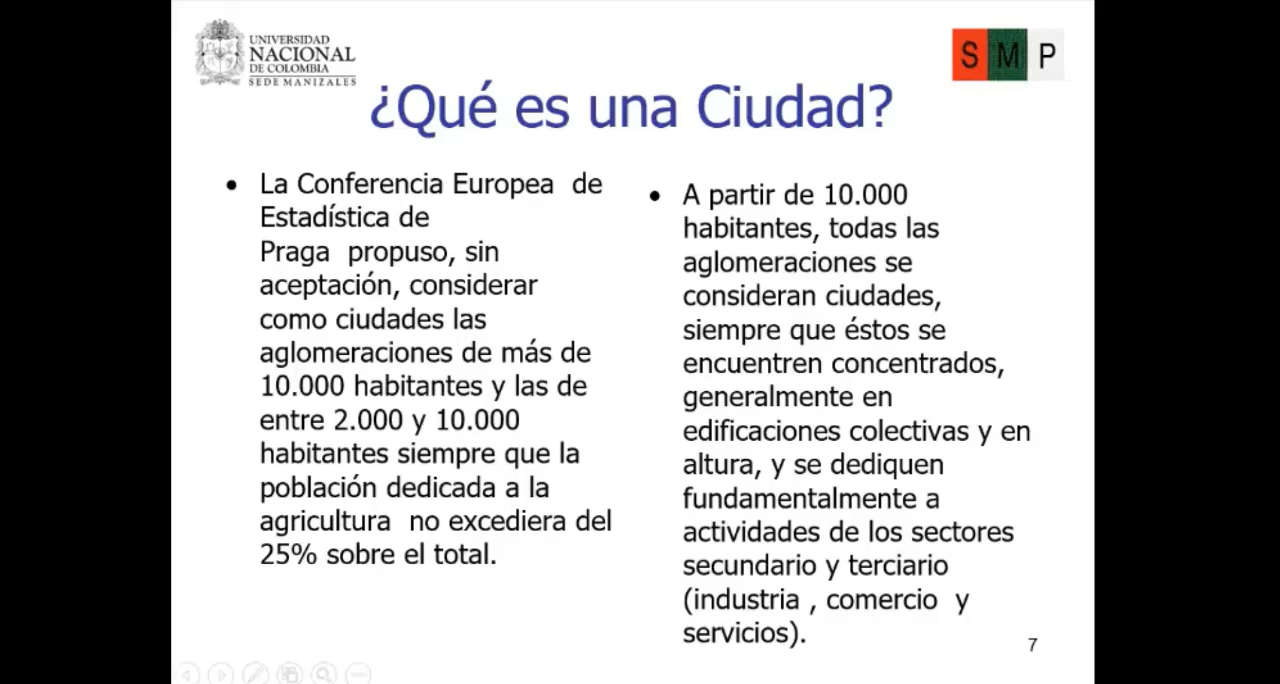 UNIVERSIDAD
NACIONAL
DE COLOMBIA
SEDE MANIZALES
S M P
¿Qué es una Ciudad?
• La Conferencia Europea de
Estadística de
Praga propuso, sin
aceptación, considerar
como ciudades las
aglomeraciones de más de
10.000 habitantes y las de
entre 2.000 y 10.000
habitantes siempre que la
población dedicada a la
agricultura no excediera del
25% sobre el total.
• A partir de 10.000
habitantes, todas las
aglomeraciones se
consideran ciudades,
siempre que éstos se
encuentren concentrados,
generalmente en
edificaciones colectivas y en
altura, y se dediquen
fundamentalmente a
actividades de los sectores
secundario y terciario
(industria , comercio y
servicios).
7